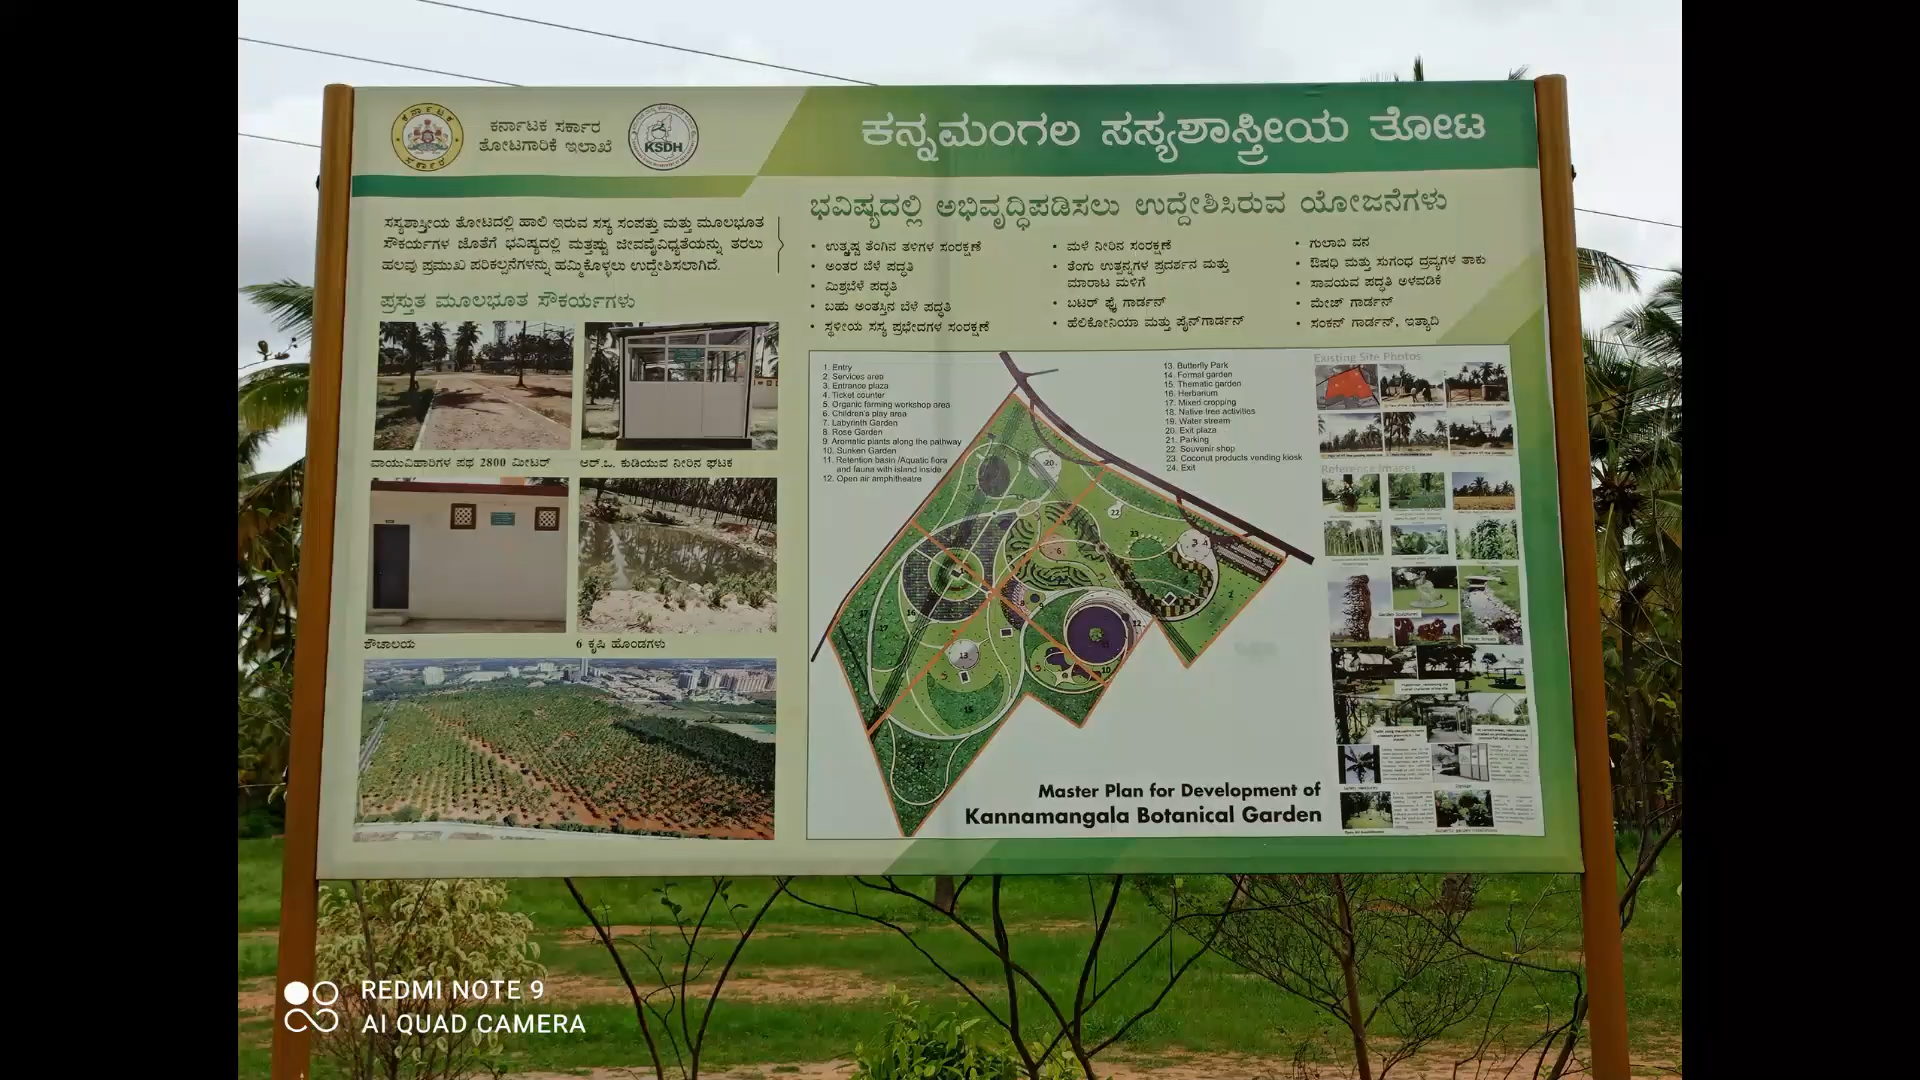 ಕರ್ನಾಟಕ ಸರ್ಕಾರ
ತೋಟಗಾರಿಕೆ ಇಲಾಖೆ
KSDH
ಕನ್ನಮಂಗಲ ಸಸ್ಯಶಾಸ್ತ್ರೀಯ ತೋಟ
ಸಸ್ಯಶಾಸ್ತ್ರೀಯ ತೋಟದಲ್ಲಿ ಹಾಲಿ ಇರುವ ಸಸ್ಯ ಸಂಪತ್ತು ಮತ್ತು ಮೂಲಭೂತ
ಸೌಕರ್ಯಗಳ ಜೊತೆಗೆ ಭವಿಷ್ಯದಲ್ಲಿ ಮತ್ತಷ್ಟು ಜೀವವೈವಿಧ್ಯತೆಯನ್ನು ತರಲು
ಹಲವು ಪ್ರಮುಖ ಪರಿಕಲ್ಪನೆಗಳನ್ನು ಹಮ್ಮಿಕೊಳ್ಳಲು ಉದ್ದೇಶಿಸಲಾಗಿದೆ.
ಪ್ರಸ್ತುತ ಮೂಲಭೂತ ಸೌಕರ್ಯಗಳು
ವಾಯುವಿಹಾರಿಗಳ ಪಥ 2800 ಮೀಟರ್
ಆರ್.ಒ. ಕುಡಿಯುವ ನೀರಿನ ಘಟಕ
ಶೌಚಾಲಯ
6 ಕೃಷಿ ಹೊಂಡಗಳು
ಭವಿಷ್ಯದಲ್ಲಿ ಅಭಿವೃದ್ಧಿಪಡಿಸಲು ಉದ್ದೇಶಿಸಿರುವ ಯೋಜನೆಗಳು
• ಉತ್ಕೃಷ್ಟ ತೆಂಗಿನ ತಳಿಗಳ ಸಂರಕ್ಷಣೆ
• ಅಂತರ ಬೆಳೆ ಪದ್ಧತಿ
• ಮಿಶ್ರಬೆಳೆ ಪದ್ಧತಿ
• ಬಹು ಅಂತಸ್ತಿನ ಬೆಳೆ ಪದ್ಧತಿ
• ಸ್ಥಳೀಯ ಸಸ್ಯ ಪ್ರಭೇದಗಳ ಸಂರಕ್ಷಣೆ
• ಮಳೆ ನೀರಿನ ಸಂರಕ್ಷಣೆ
• ತೆಂಗು ಉತ್ಪನ್ನಗಳ ಪ್ರದರ್ಶನ ಮತ್ತು
ಮಾರಾಟ ಮಳಿಗೆ
• ಬಟರ್ ಫ್ಲೈ ಗಾರ್ಡನ್
• ಹೆಲಿಕೋನಿಯಾ ಮತ್ತು ಪೈನ್‌ಗಾರ್ಡನ್
• ಗುಲಾಬಿ ವನ
• ಔಷಧಿ ಮತ್ತು ಸುಗಂಧ ದ್ರವ್ಯಗಳ ತಾಕು
• ಸಾವಯವ ಪದ್ಧತಿ ಅಳವಡಿಕೆ
• ಮೇಜ್ ಗಾರ್ಡನ್
• ಸಂಕನ್ ಗಾರ್ಡನ್, ಇತ್ಯಾದಿ
1. Entry
2. Services area
3. Entrance plaza
4. Ticket counter
5. Organic farming workshop area
6. Children's play area
7. Labyrinth Garden
8. Rose Garden
9. Aromatic plants along the pathway
10. Sunken Garden
11. Retention basin /Aquatic flora
and fauna with island inside
12. Open air amphitheatre
13. Butterfly Park
14. Formal garden
15. Thematic garden
16. Herbarium
17. Mixed cropping
18. Native tree activities
19. Water stream
20. Exit plaza
21. Parking
22. Souvenir shop
23. Coconut products vending kiosk
24. Exit
Existing Site Photos
Reference Images
Master Plan for Development of
Kannamangala Botanical Garden
REDMI NOTE 9
AI QUAD CAMERA